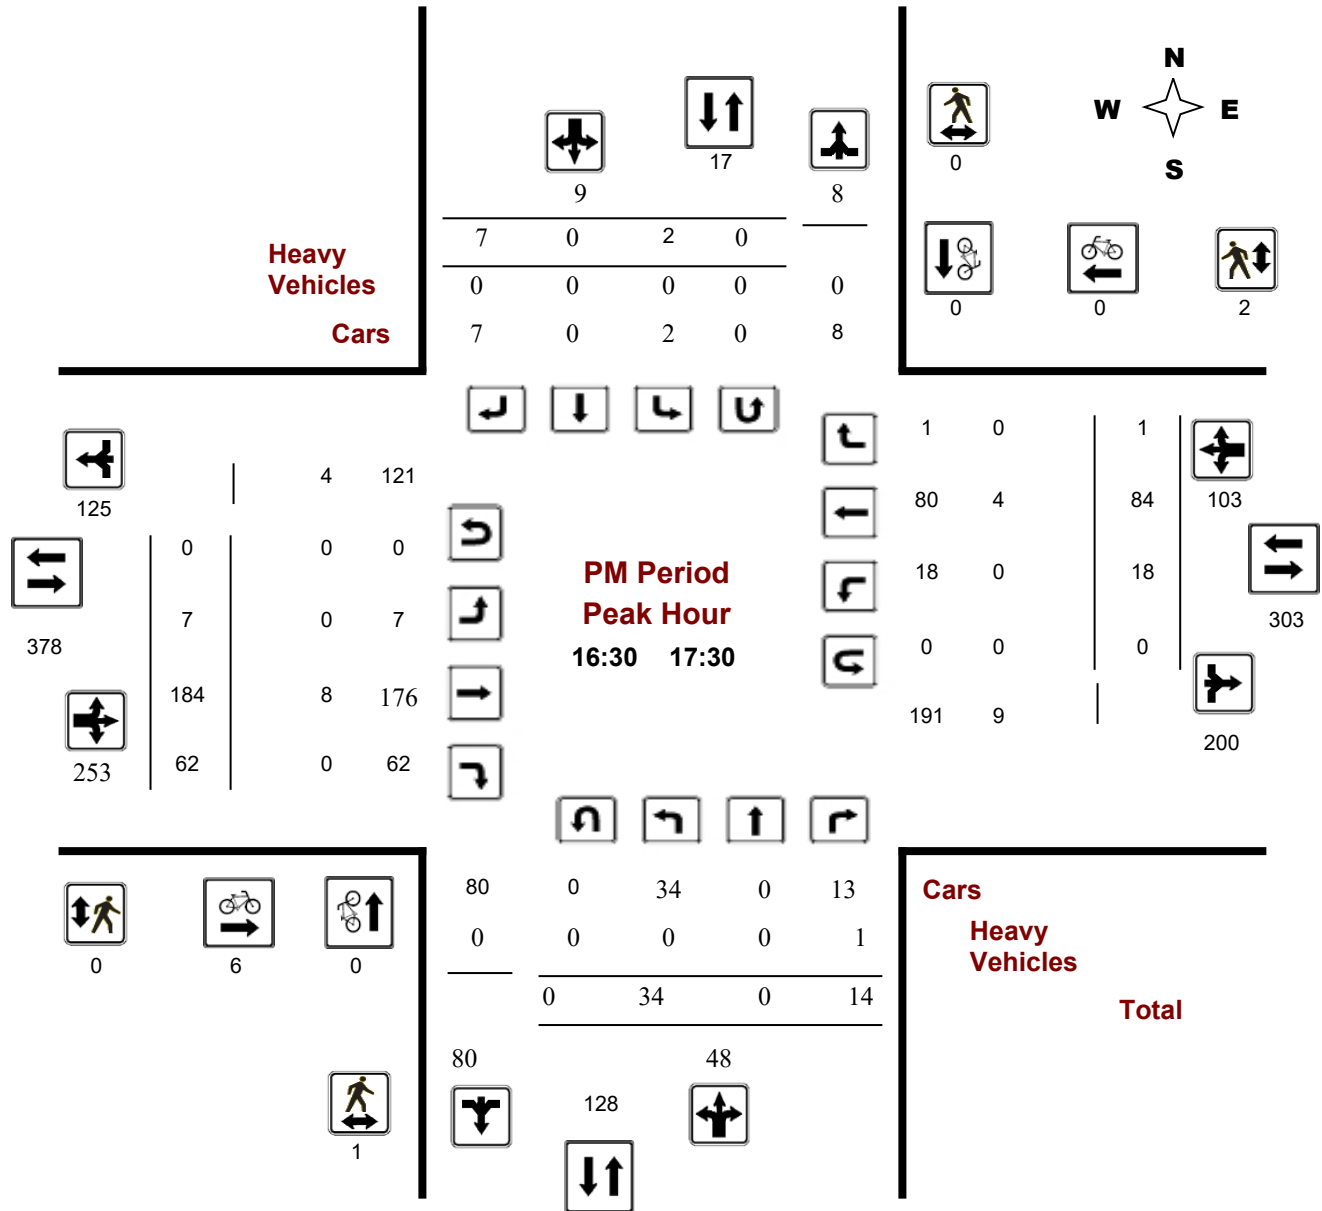 N
W E
S
17
0
9 8
7 0 2 0
Heavy
Vehicles
0 0 0 0 0
0 0 2
Cars
7 0 2 0 8
1 0 1
4 121
125
80 4 84 103
0 0 0
PM Period
18 0 18
Peak Hour
7 0 7
303
378
16:30 17:30
0 0 0
184 8 176
191 9
200
62 0 62
253
80 0 34 0 13
Cars
0 0 0 0 1
Heavy
Vehicles
0 6 0
0 34 0 14
Total
80 48
128
1